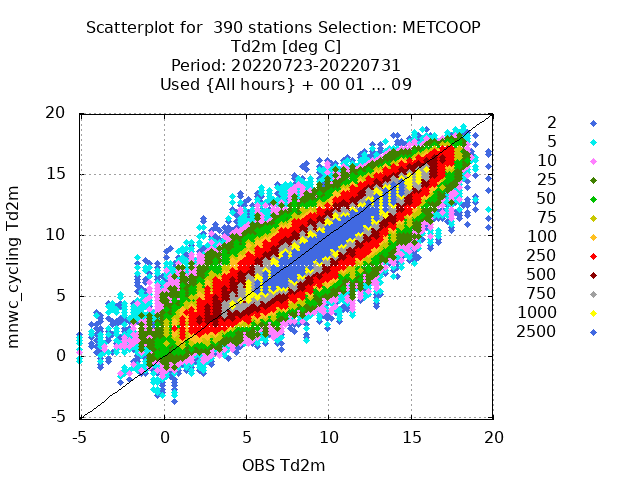 Scatterplot for  390 stations Selection: METCOOP
Td2m [deg C]
Period: 20220723-20220731
Used {All hours} + 00 01 ... 09
mnwc_cycling Td2m
20
15
10
5
0
-5
-5 0 5 10 15 20
OBS Td2m
2
5
10
25
50
75
100
250
500
750
1000
2500